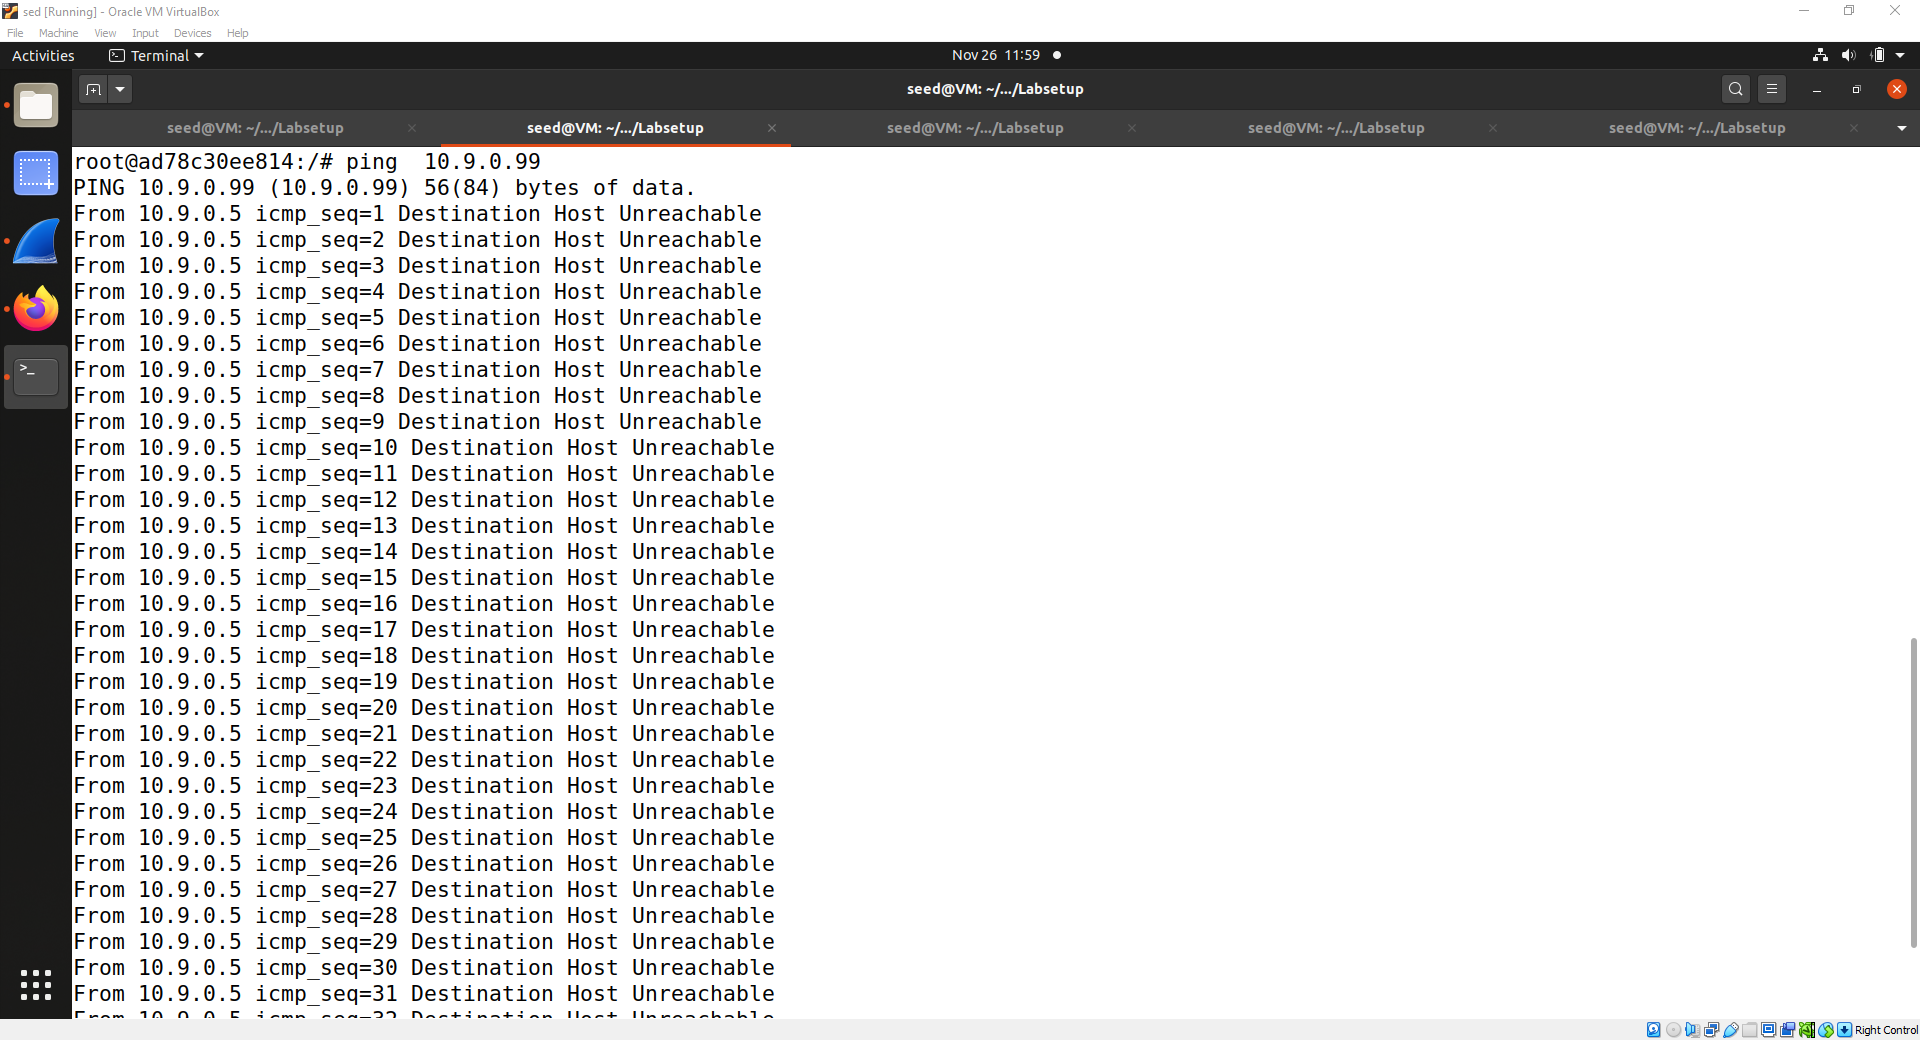 sed [Running] - Oracle VM VirtualBox
File Machine View Input Devices Help
Activities Terminal Nov 26 11:59
seed@VM: ~/.../Labsetup
seed@VM: ~/.../Labsetup seed@VM: ~/.../Labsetup seed@VM: ~/.../Labsetup seed@VM: ~/.../Labsetup seed@VM: ~/.../Labsetup
root@ad78c30ee814:/# ping  10.9.0.99
PING 10.9.0.99 (10.9.0.99) 56(84) bytes of data.
From 10.9.0.5 icmp_seq=1 Destination Host Unreachable
From 10.9.0.5 icmp_seq=2 Destination Host Unreachable
From 10.9.0.5 icmp_seq=3 Destination Host Unreachable
From 10.9.0.5 icmp_seq=4 Destination Host Unreachable
From 10.9.0.5 icmp_seq=5 Destination Host Unreachable
From 10.9.0.5 icmp_seq=6 Destination Host Unreachable
From 10.9.0.5 icmp_seq=7 Destination Host Unreachable
From 10.9.0.5 icmp_seq=8 Destination Host Unreachable
From 10.9.0.5 icmp_seq=9 Destination Host Unreachable
From 10.9.0.5 icmp_seq=10 Destination Host Unreachable
From 10.9.0.5 icmp_seq=11 Destination Host Unreachable
From 10.9.0.5 icmp_seq=12 Destination Host Unreachable
From 10.9.0.5 icmp_seq=13 Destination Host Unreachable
From 10.9.0.5 icmp_seq=14 Destination Host Unreachable
From 10.9.0.5 icmp_seq=15 Destination Host Unreachable
From 10.9.0.5 icmp_seq=16 Destination Host Unreachable
From 10.9.0.5 icmp_seq=17 Destination Host Unreachable
From 10.9.0.5 icmp_seq=18 Destination Host Unreachable
From 10.9.0.5 icmp_seq=19 Destination Host Unreachable
From 10.9.0.5 icmp_seq=20 Destination Host Unreachable
From 10.9.0.5 icmp_seq=21 Destination Host Unreachable
From 10.9.0.5 icmp_seq=22 Destination Host Unreachable
From 10.9.0.5 icmp_seq=23 Destination Host Unreachable
From 10.9.0.5 icmp_seq=24 Destination Host Unreachable
From 10.9.0.5 icmp_seq=25 Destination Host Unreachable
From 10.9.0.5 icmp_seq=26 Destination Host Unreachable
From 10.9.0.5 icmp_seq=27 Destination Host Unreachable
From 10.9.0.5 icmp_seq=28 Destination Host Unreachable
From 10.9.0.5 icmp_seq=29 Destination Host Unreachable
From 10.9.0.5 icmp_seq=30 Destination Host Unreachable
From 10.9.0.5 icmp_seq=31 Destination Host Unreachable
From 10.9.0.5 icmp_seq=32 Destination Host Unreachable
Right Control